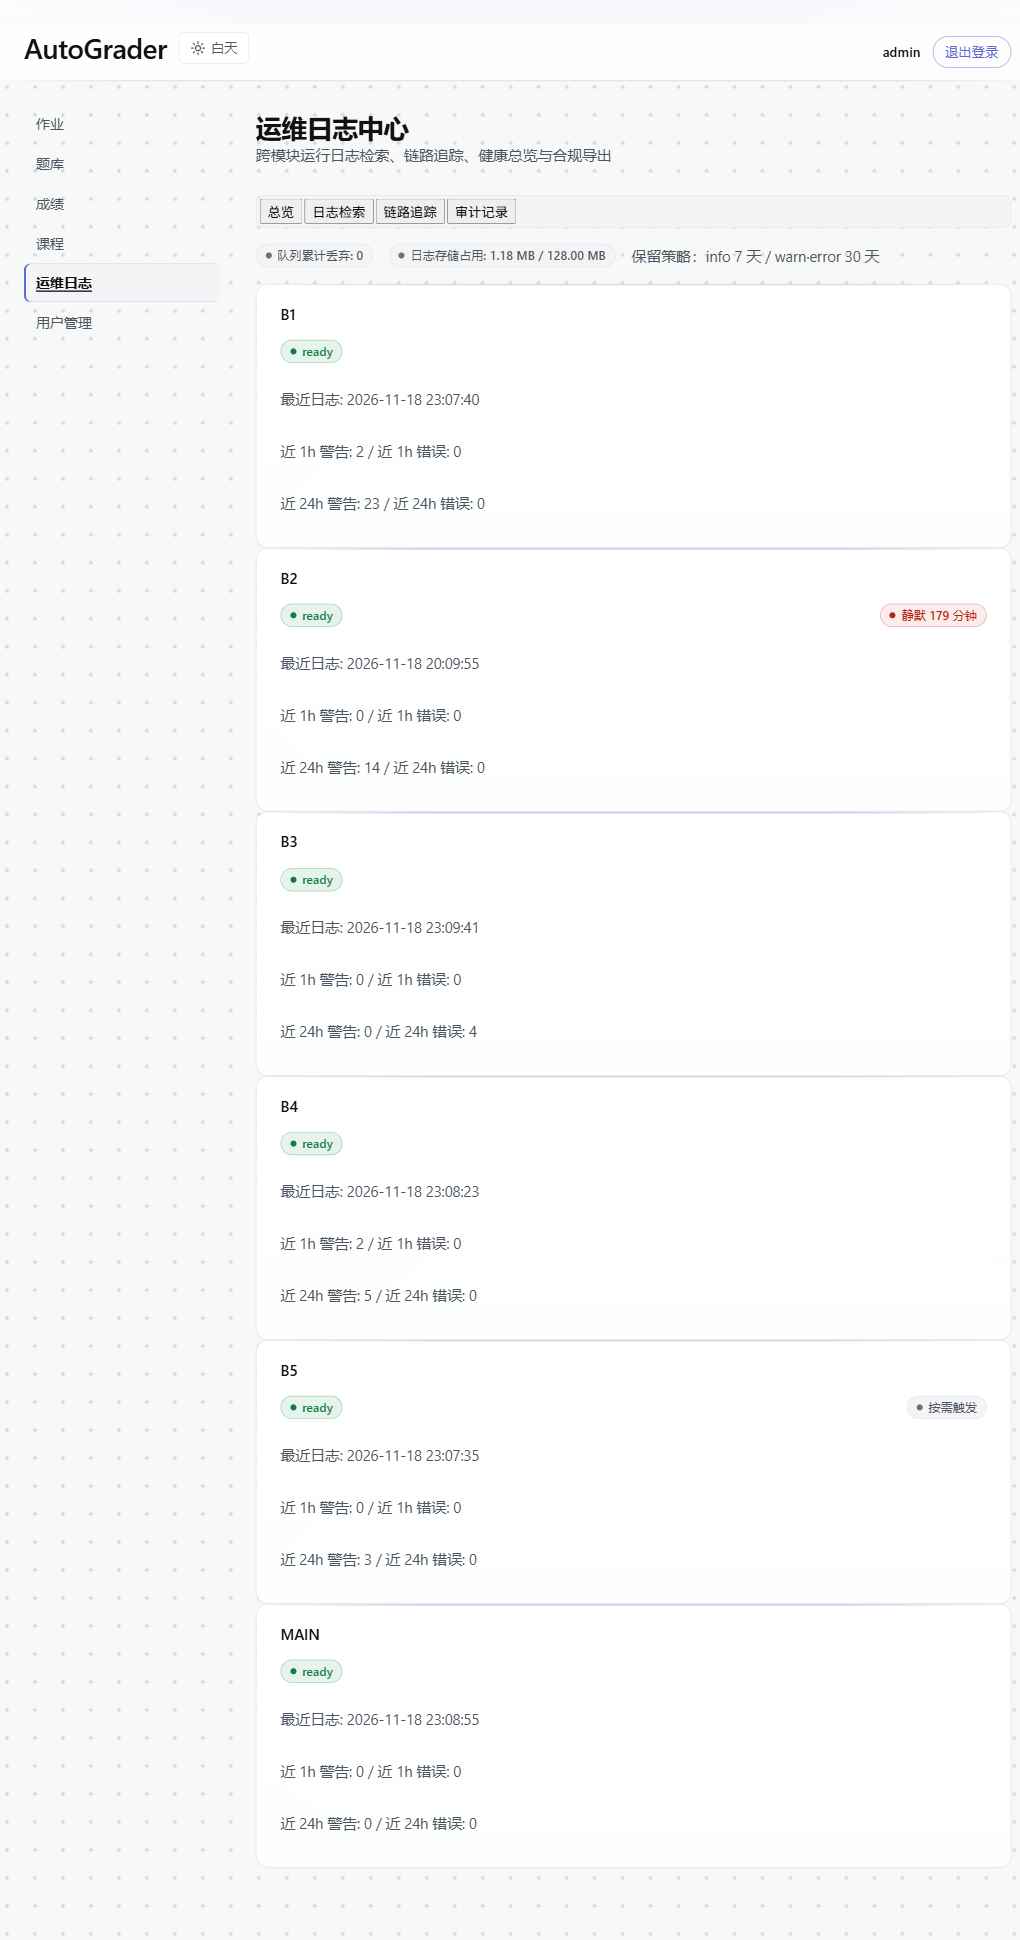 AutoGrader 白天 admin 退出登录
作业
题库
成绩
课程
运维日志
用户管理
运维日志中心
跨模块运行日志检索、链路追踪、健康总览与合规导出
总览 日志检索 链路追踪 审计记录
队列累计丢弃: 0 日志存储占用: 1.18 MB / 128.00 MB 保留策略：info 7 天 / warn·error 30 天
B1
ready
最近日志: 2026-11-18 23:07:40
近 1h 警告: 2 / 近 1h 错误: 0
近 24h 警告: 23 / 近 24h 错误: 0
B2
ready 静默 179 分钟
最近日志: 2026-11-18 20:09:55
近 1h 警告: 0 / 近 1h 错误: 0
近 24h 警告: 14 / 近 24h 错误: 0
B3
ready
最近日志: 2026-11-18 23:09:41
近 1h 警告: 0 / 近 1h 错误: 0
近 24h 警告: 0 / 近 24h 错误: 4
B4
ready
最近日志: 2026-11-18 23:08:23
近 1h 警告: 2 / 近 1h 错误: 0
近 24h 警告: 5 / 近 24h 错误: 0
B5
ready 按需触发
最近日志: 2026-11-18 23:07:35
近 1h 警告: 0 / 近 1h 错误: 0
近 24h 警告: 3 / 近 24h 错误: 0
MAIN
ready
最近日志: 2026-11-18 23:08:55
近 1h 警告: 0 / 近 1h 错误: 0
近 24h 警告: 0 / 近 24h 错误: 0